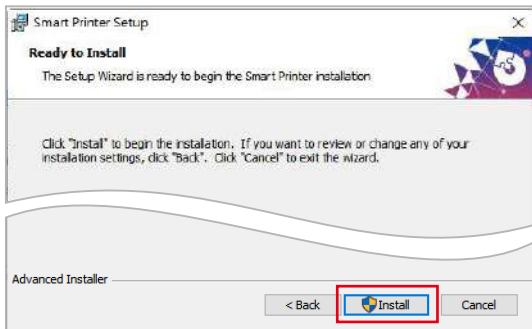 Smart Printer Setup
Ready to Install
The Setup Wizard is ready to begin the Smart Printer installation
Click "Install" to begin the installation. If you want to review or change any of your
installation settings, click "Back". Click "Cancel" to exit the wizard.
Advanced Installer
< Back Install Cancel